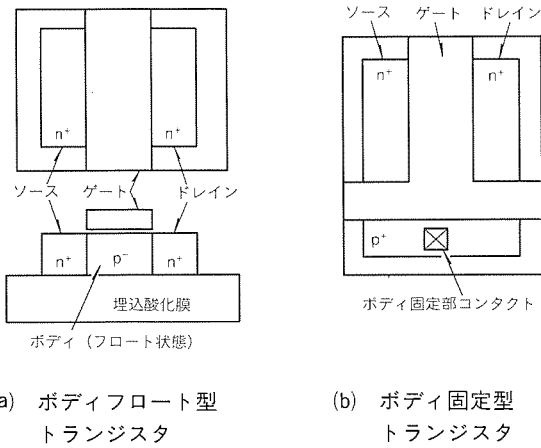 ソース ゲート ドレイン
n⁺ n⁺
p⁺
ボディ固定部コンタクト
n⁺ n⁺
ソース ゲート ドレイン
n⁺ p⁻ n⁺
埋込酸化膜
ボディ（フロート状態）
a) ボディフロート型
トランジスタ
(b) ボディ固定型
トランジスタ